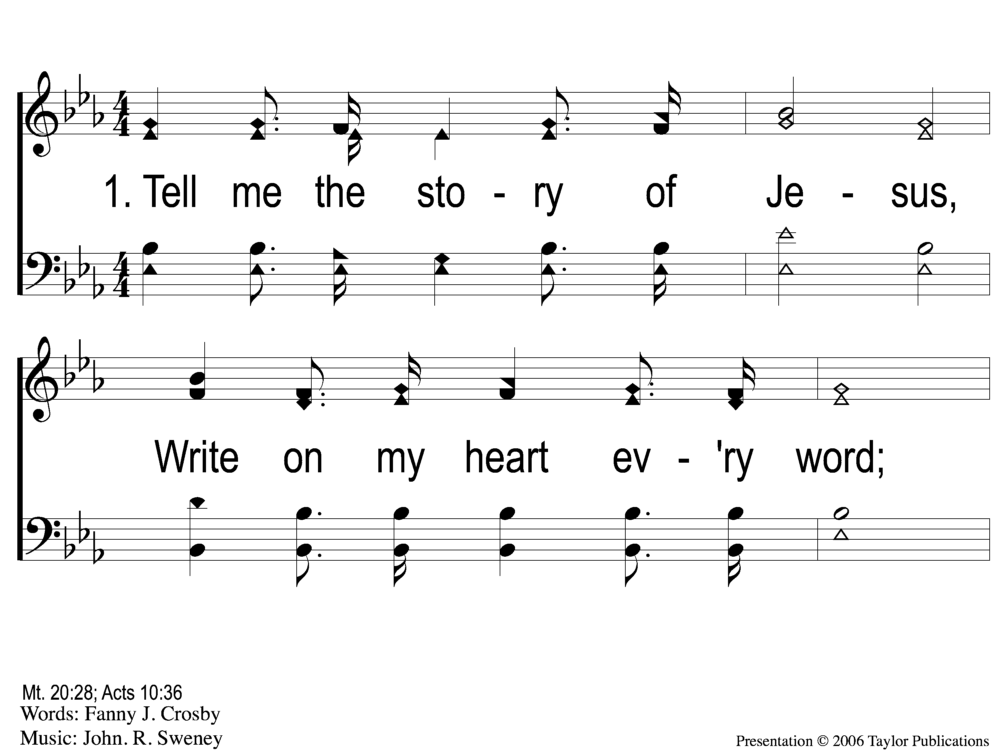 1. Tell me the sto - ry of Je - sus,
Write on my heart ev - 'ry word;
Mt. 20:28; Acts 10:36
Words: Fanny J. Crosby
Music: John. R. Sweney
Presentation © 2006 Taylor Publications